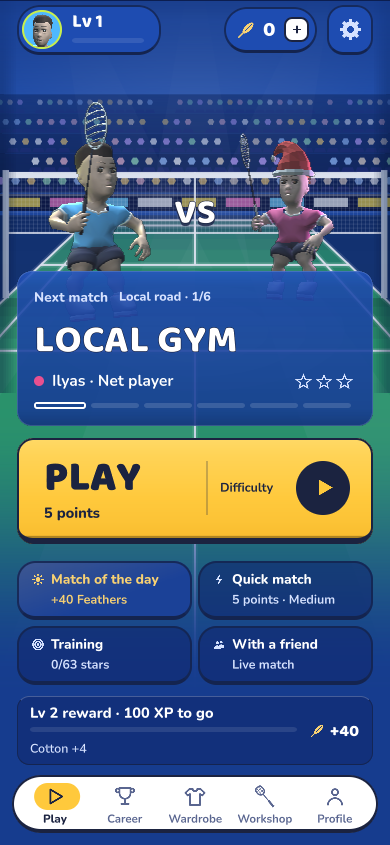 Lv 1
0 +
VS
Next match Local road · 1/6
LOCAL GYM
Ilyas · Net player
PLAY
5 points
Difficulty
Match of the day
+40 Feathers
Quick match
5 points · Medium
Training
0/63 stars
With a friend
Live match
Lv 2 reward · 100 XP to go
+40
Cotton +4
Play
Career
Wardrobe
Workshop
Profile